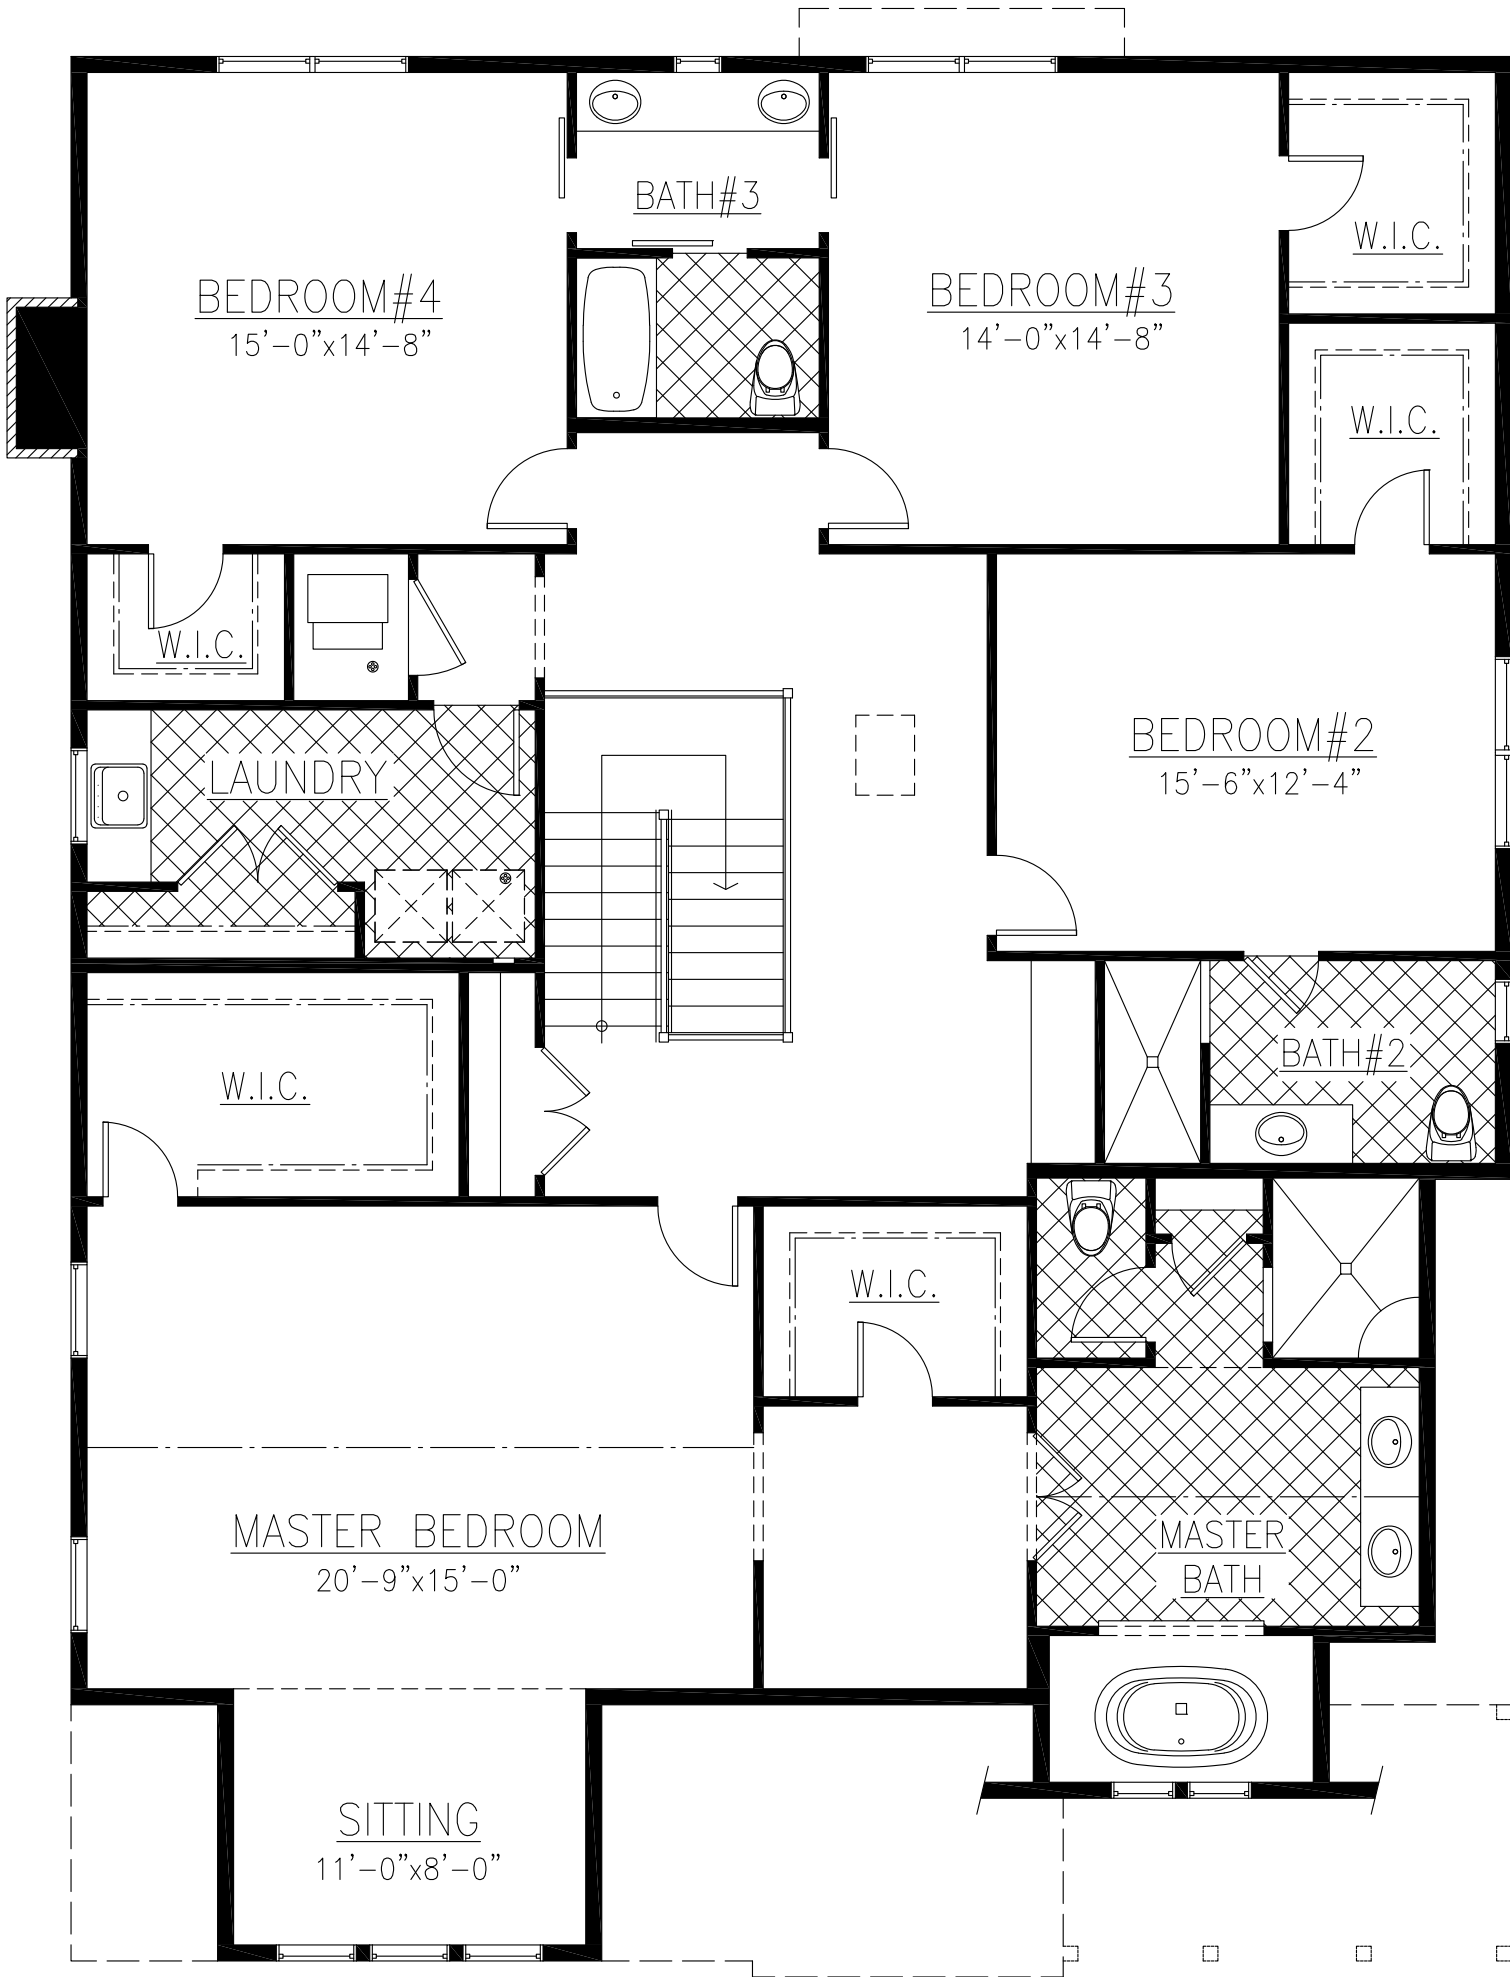 BATH#3
W.I.C.
BEDROOM#4
15'-0"x14'-8"
BEDROOM#3
14'-0"x14'-8"
W.I.C.
W.I.C.
LAUNDRY
BEDROOM#2
15'-6"x12'-4"
W.I.C.
BATH#2
W.I.C.
MASTER BEDROOM
20'-9"x15'-0"
MASTER
BATH
SITTING
11'-0"x8'-0"